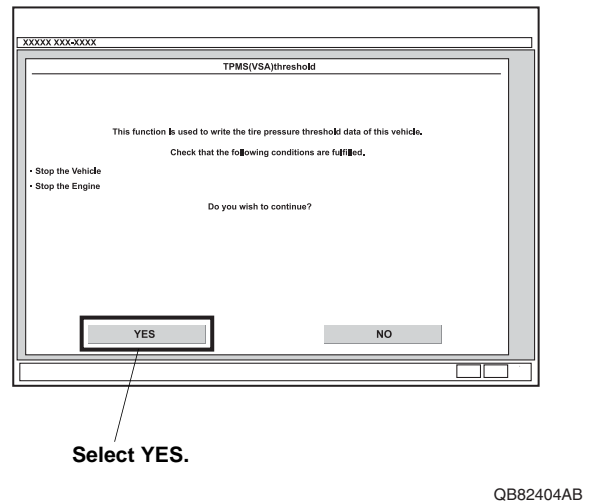 XXXXX XXX-XXXX
TPMS(VSA)threshold
This function is used to write the tire pressure threshold data of this vehicle.
Check that the following conditions are fulfilled.
• Stop the Vehicle
• Stop the Engine
Do you wish to continue?
YES
NO
Select YES.
QB82404AB